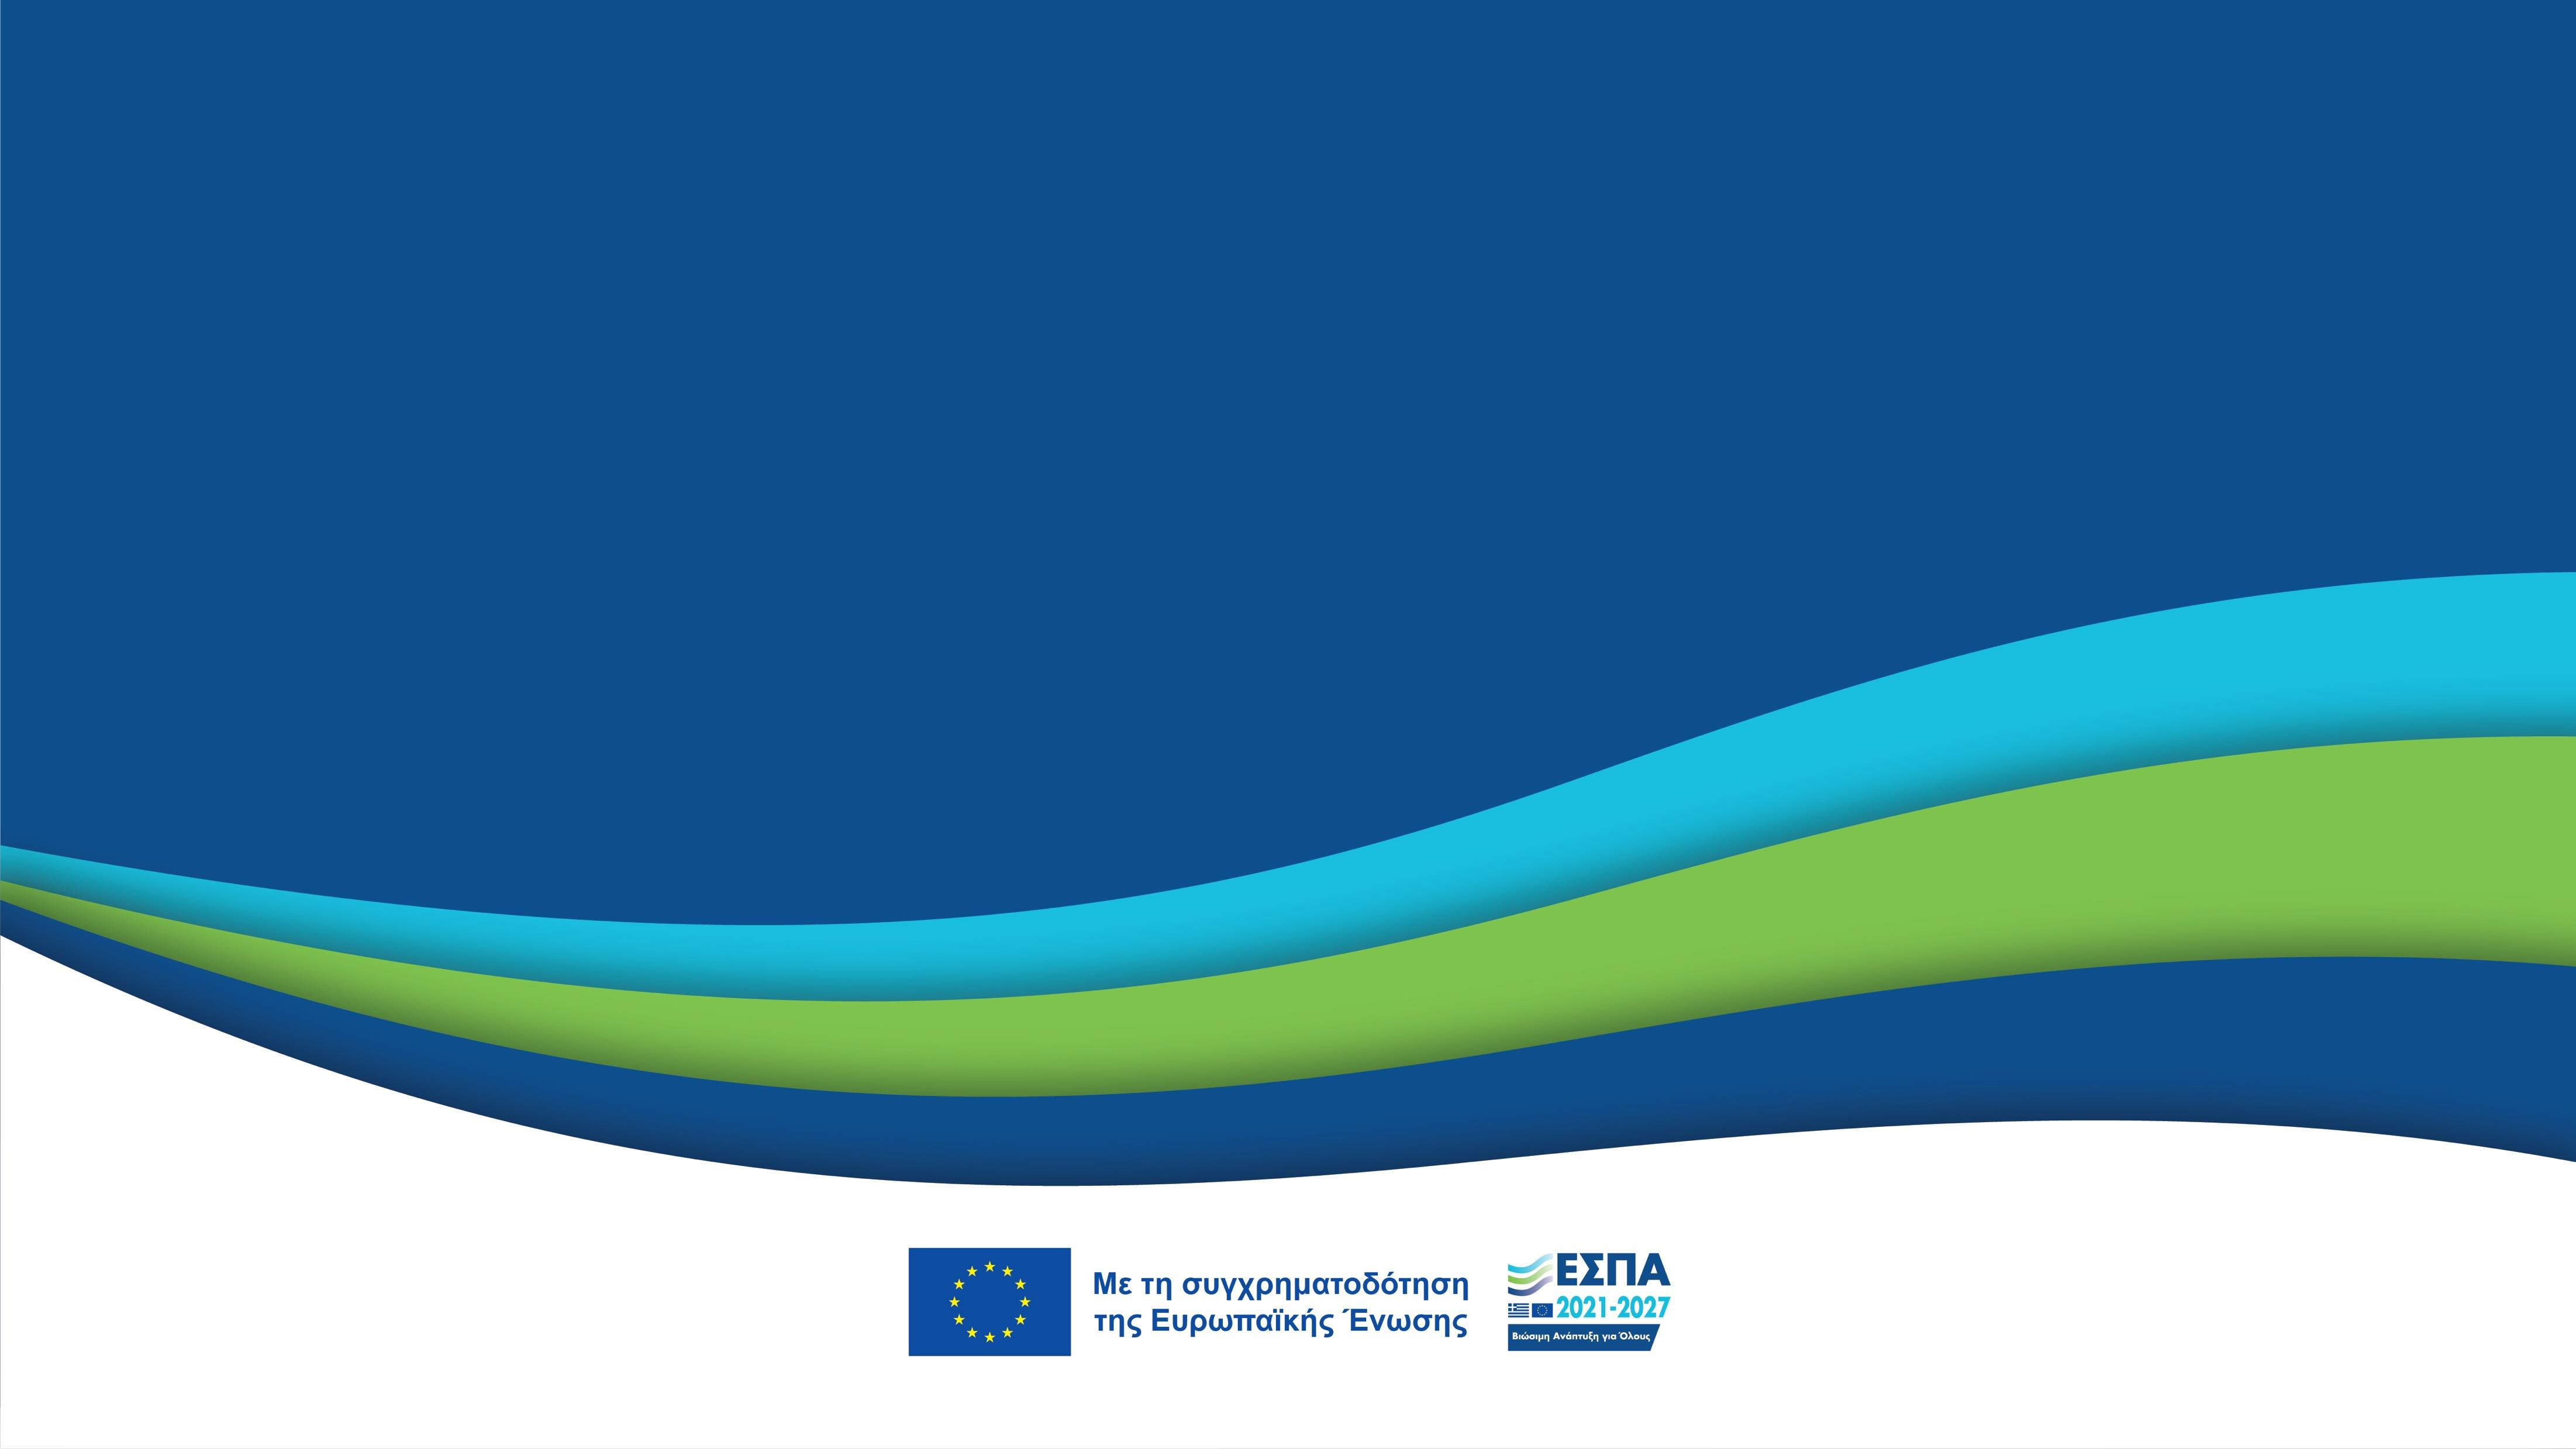 Με τη συγχρηματοδότηση
της Ευρωπαϊκής Ένωσης
ΕΣΠΑ
2021-2027
Βιώσιμη Ανάπτυξη για Όλους